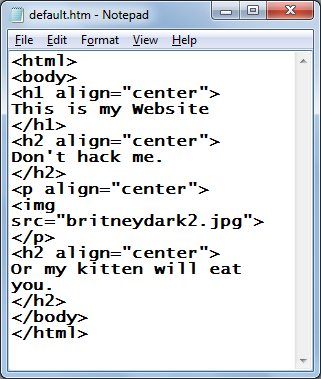 default.htm - Notepad
File Edit Format View Help
<html>
<body>
<h1 align="center">
This is my Website
</h1>
<h2 align="center">
Don't hack me.
</h2>
<p align="center">
<img
src="britneydark2.jpg">
</p>
<h2 align="center">
Or my kitten will eat
you.
</h2>
</body>
</html>